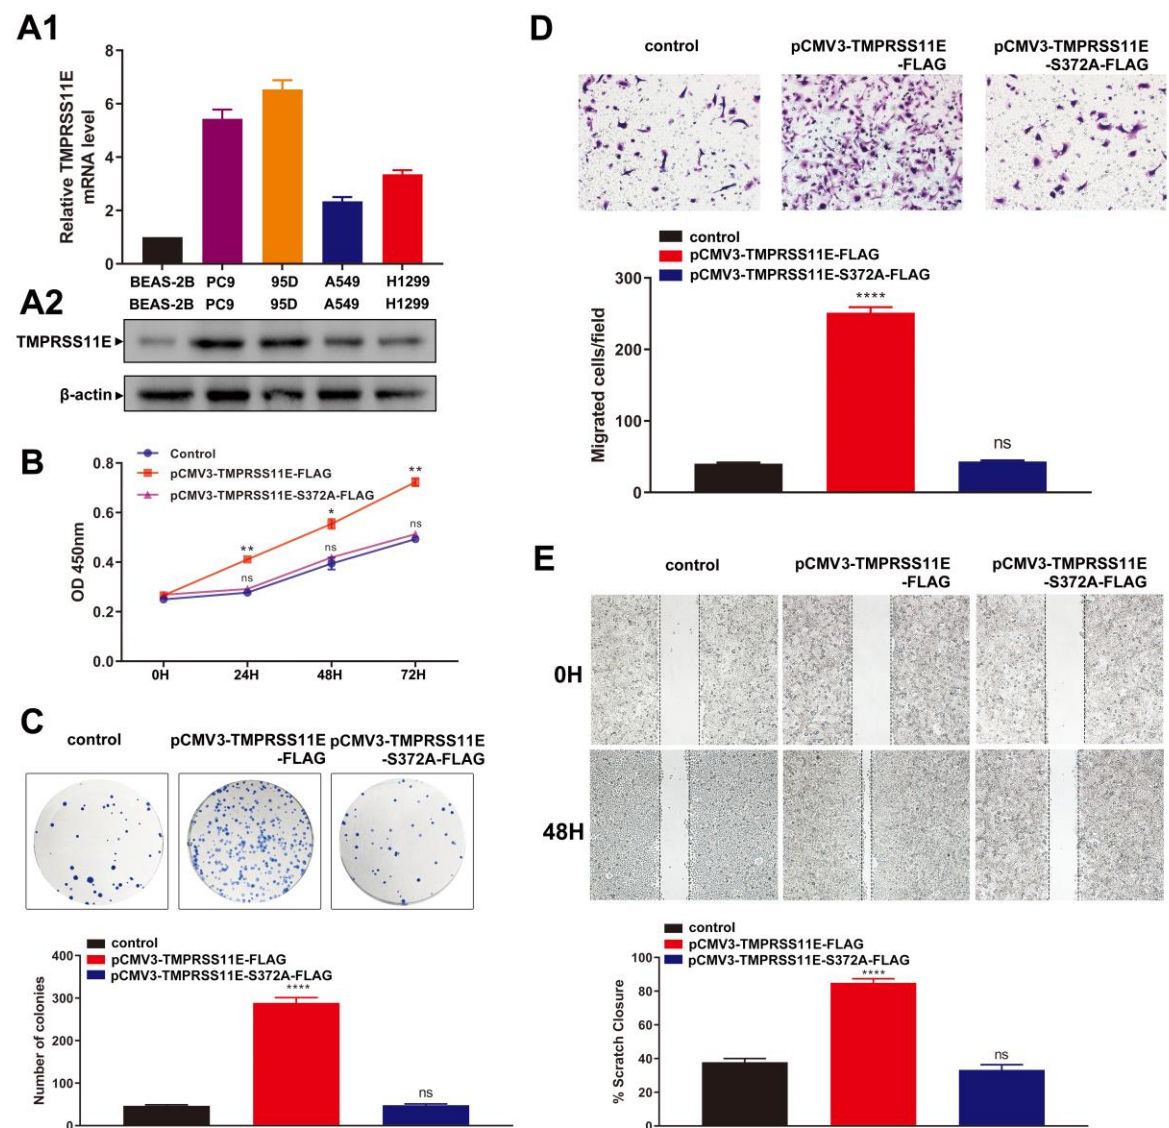 A1
Relative TMPRSS11E
mRNA level
8
6
4
2
0
BEAS-2B PC9 95D A549 H1299
A2
BEAS-2B PC9 95D A549 H1299
TMPRSS11E
β-actin
B
Control
pCMV3-TMPRSS11E-FLAG
pCMV3-TMPRSS11E-S372A-FLAG
OD 450nm
0.8
0.6
0.4
0.2
0.0
**
*
**
ns
ns
ns
0H 24H 48H 72H
C
control pCMV3-TMPRSS11E pCMV3-TMPRSS11E
-FLAG -S372A-FLAG
control
pCMV3-TMPRSS11E-FLAG
pCMV3-TMPRSS11E-S372A-FLAG
Number of colonies
400
300
200
100
0
****
ns
D
control pCMV3-TMPRSS11E pCMV3-TMPRSS11E
-FLAG -S372A-FLAG
control
pCMV3-TMPRSS11E-FLAG
pCMV3-TMPRSS11E-S372A-FLAG
Migrated cells/field
300
200
100
0
****
ns
E
control pCMV3-TMPRSS11E pCMV3-TMPRSS11E
-FLAG -S372A-FLAG
0H
48H
control
pCMV3-TMPRSS11E-FLAG
pCMV3-TMPRSS11E-S372A-FLAG
% Scratch Closure
100
80
60
40
20
0
****
ns